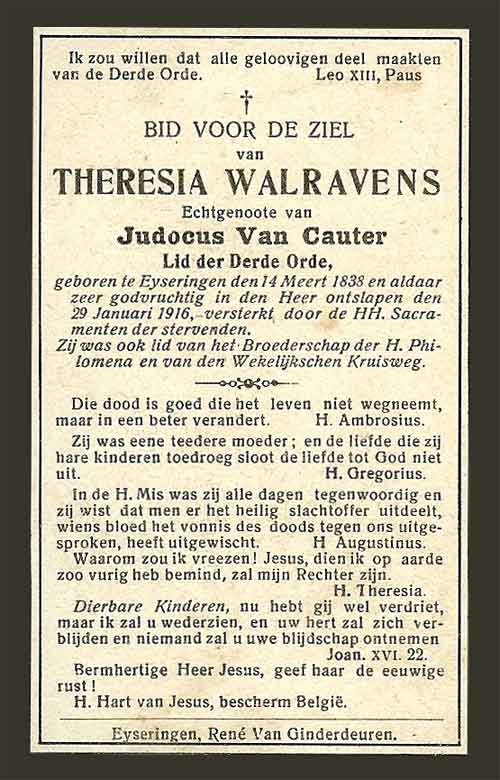 Ik zou willen dat alle geloovigen deel maakten
van de Derde Orde. Leo XIII, Paus
†
BID VOOR DE ZIEL
van
THERESIA WALRAVENS
Echtgenoote van
Judocus Van Cauter
Lid der Derde Orde,
geboren te Eyseringen den 14 Meert 1838 en aldaar
zeer godvruchtig in den Heer ontslapen den
29 Januari 1916, versterkt door de HH. Sacra-
menten der stervenden.
Zij was ook lid van het Broederschap der H. Phi-
lomena en van den Wekelijkschen Kruisweg.
Die dood is goed die het leven niet wegneemt,
maar in een beter verandert. H. Ambrosius.
Zij was eene teedere moeder ; en de liefde die zij
hare kinderen toedroeg sloot de liefde tot God niet
uit. H. Gregorius.
In de H. Mis was zij alle dagen tegenwoordig en
zij wist dat men er het heilig slachtoffer uitdeelt,
wiens bloed het vonnis des doods tegen ons uitge-
sproken, heeft uitgewischt. H Augustinus.
Waarom zou ik vreezen! Jesus, dien ik op aarde
zoo vurig heb bemind, zal mijn Rechter zijn.
H. Theresia.
Dierbare Kinderen, nu hebt gij wel verdriet,
maar ik zal u wederzien, en uw hert zal zich ver-
blijden en niemand zal u uwe blijdschap ontnemen
Joan. XVI. 22.
Bermhertige Heer Jesus, geef haar de eeuwige
rust !
H. Hart van Jesus, bescherm België.
Eyseringen, René Van Ginderdeuren.